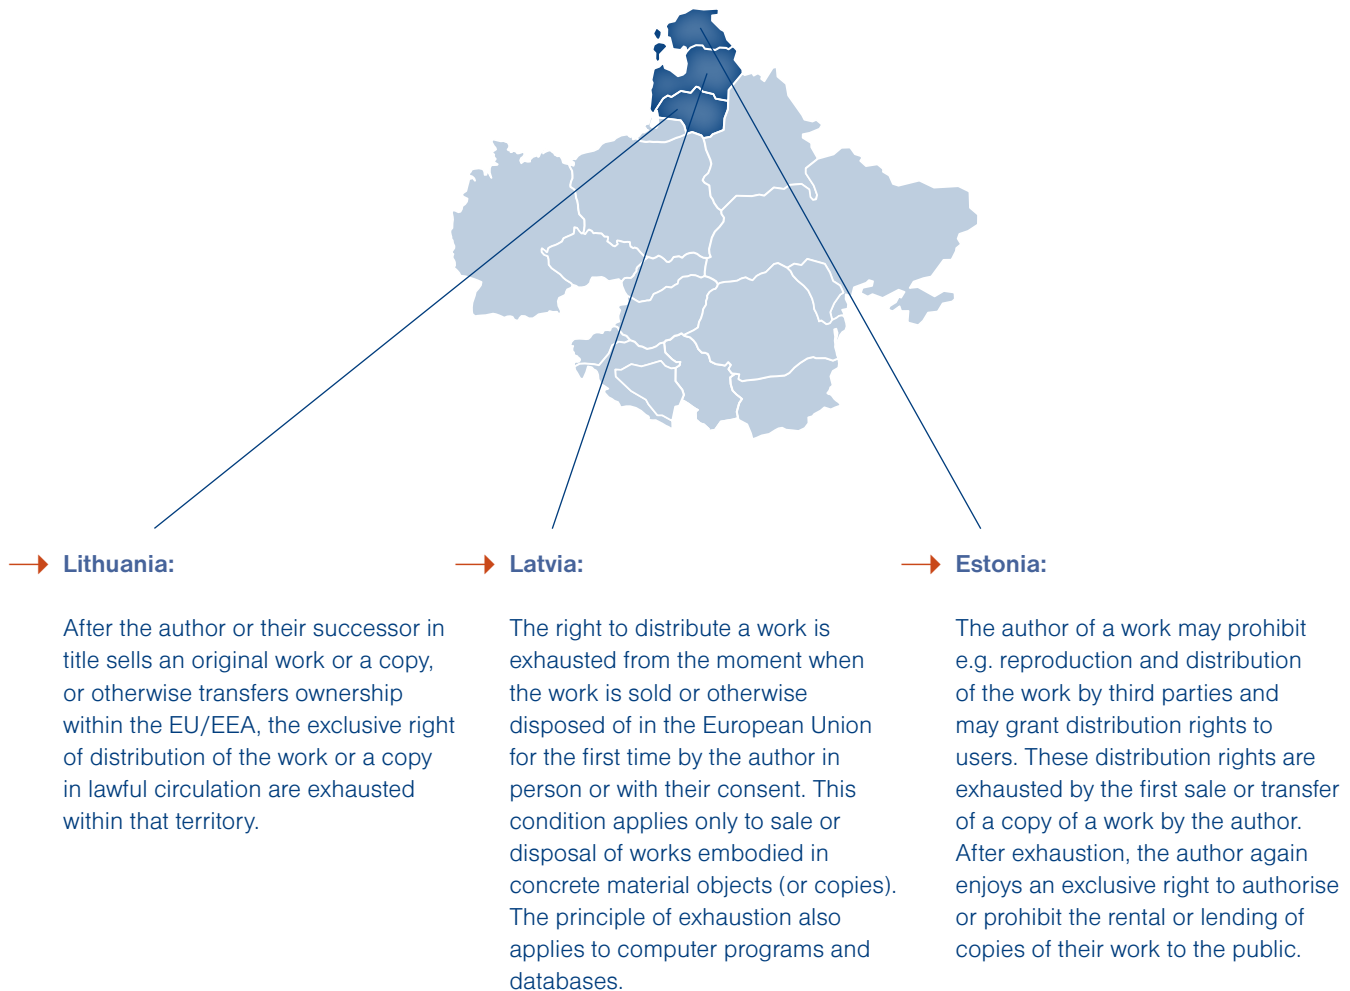 Lithuania:
After the author or their successor in
title sells an original work or a copy,
or otherwise transfers ownership
within the EU/EEA, the exclusive right
of distribution of the work or a copy
in lawful circulation are exhausted
within that territory.
Latvia:
The right to distribute a work is
exhausted from the moment when
the work is sold or otherwise
disposed of in the European Union
for the first time by the author in
person or with their consent. This
condition applies only to sale or
disposal of works embodied in
concrete material objects (or copies).
The principle of exhaustion also
applies to computer programs and
databases.
Estonia:
The author of a work may prohibit
e.g. reproduction and distribution
of the work by third parties and
may grant distribution rights to
users. These distribution rights are
exhausted by the first sale or transfer
of a copy of a work by the author.
After exhaustion, the author again
enjoys an exclusive right to authorise
or prohibit the rental or lending of
copies of their work to the public.